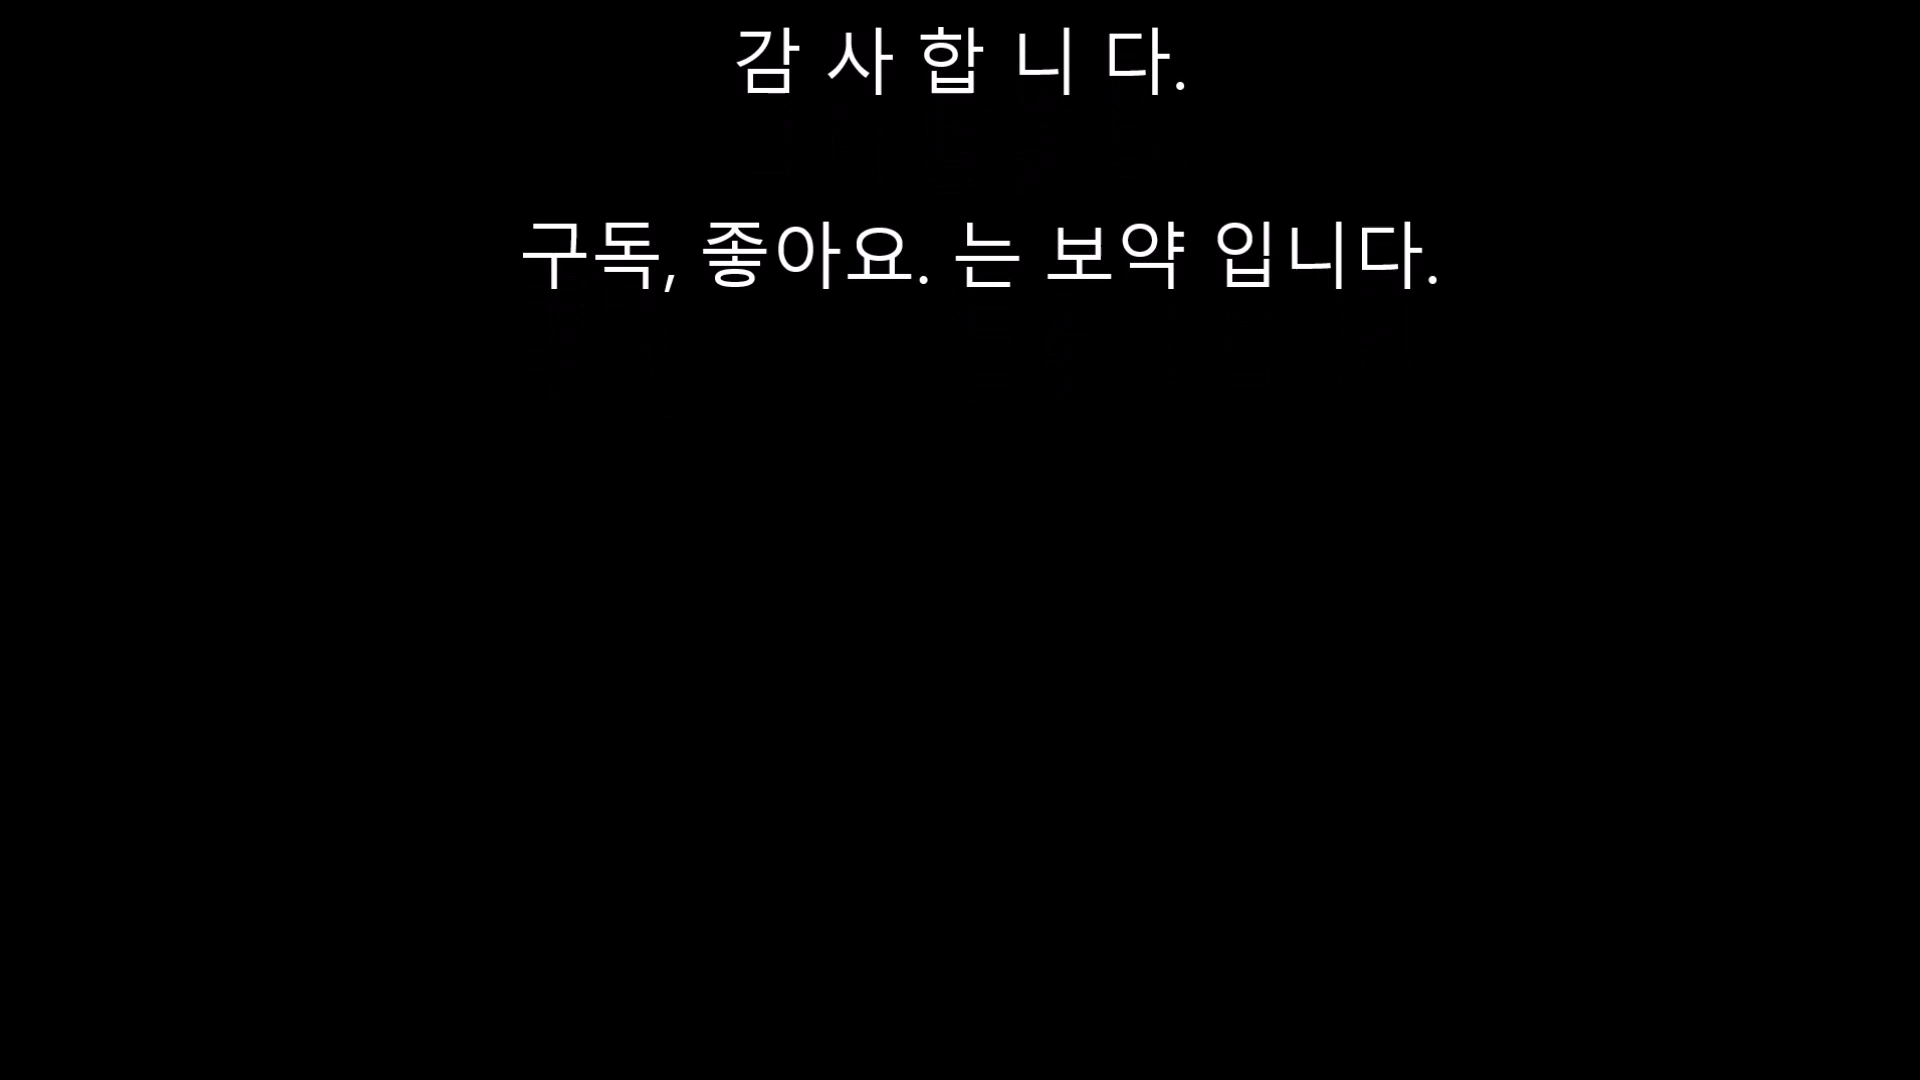 감 사 합 니 다.
구독, 좋아요. 는 보약 입니다.